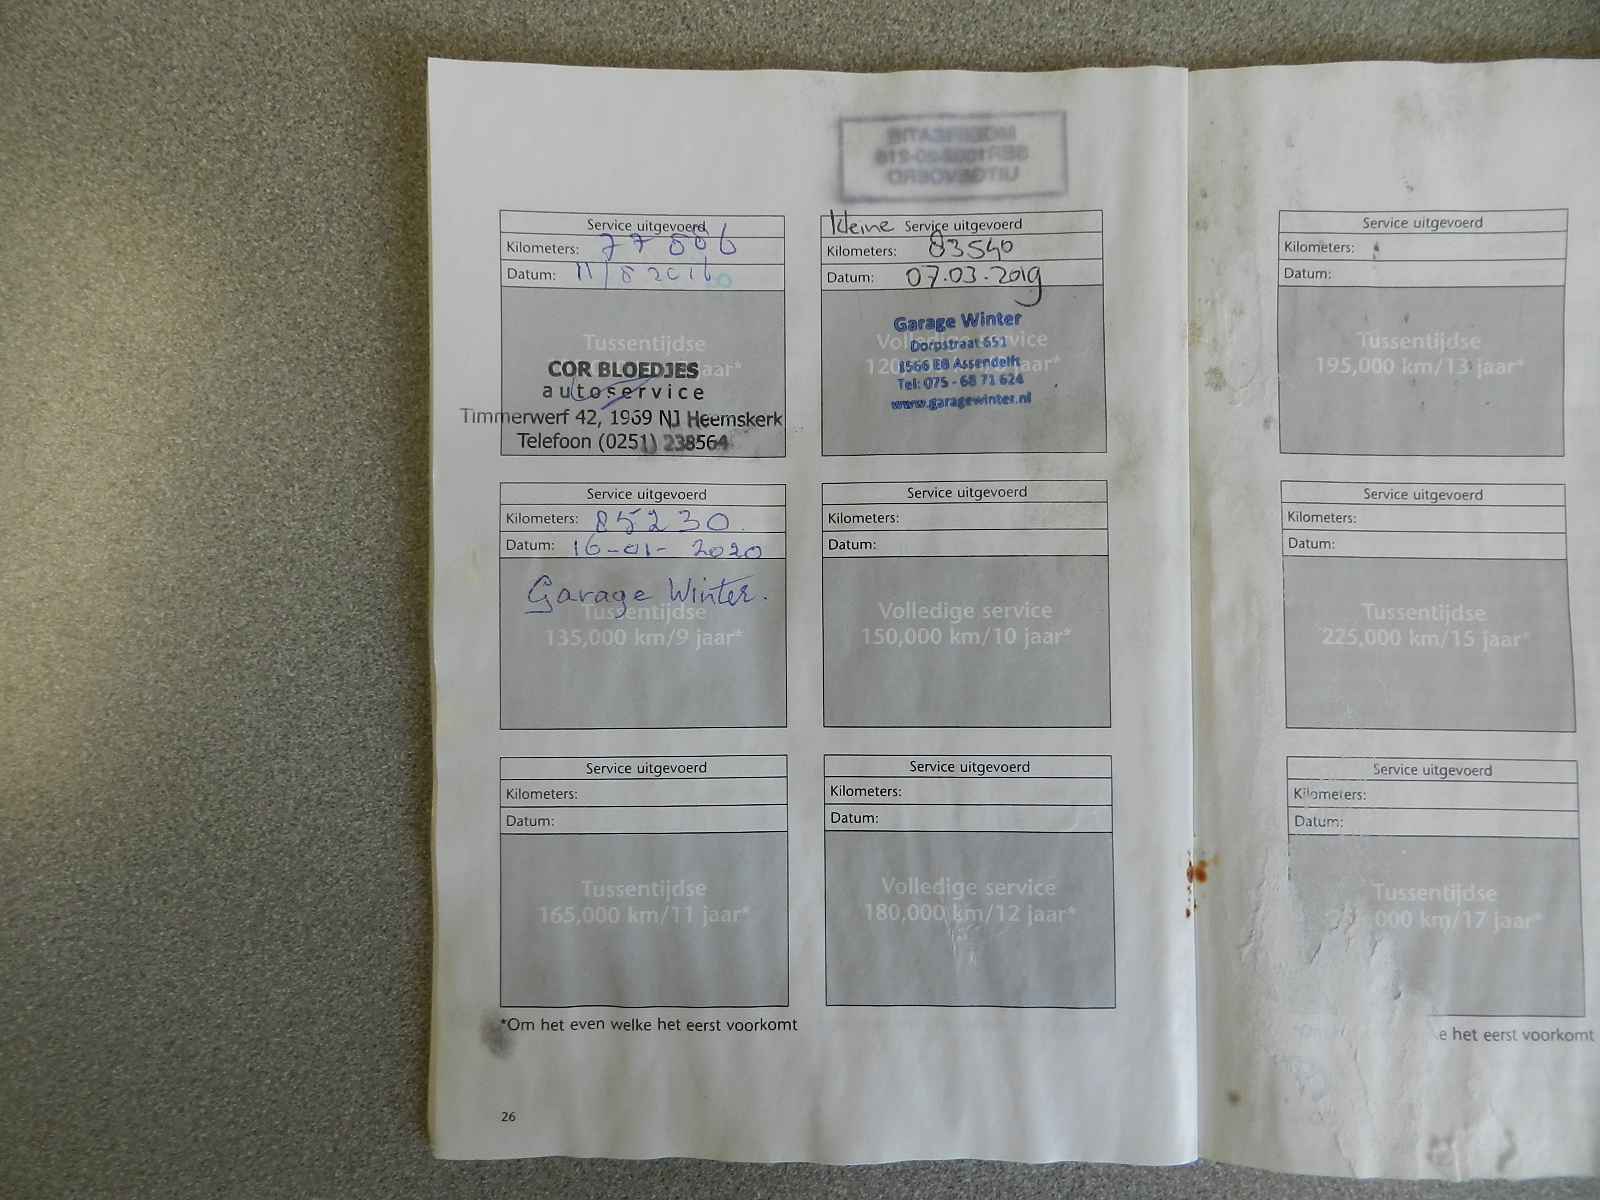 Service uitgevoerd
Kilometers: 77606
Datum: 11/8 2016
Tussentijdse
COR BLOEDJES
autoservice
Timmerwerf 42, 1969 NJ Heemskerk
Telefoon (0251) 238564
kleine Service uitgevoerd
Kilometers: 83540
Datum: 07.03.2019
Volledige service
Garage Winter
Dorpstraat 651
1566 EB Assendelft
Tel: 075 - 68 71 624
www.garagewinter.nl
Service uitgevoerd
Kilometers:
Datum:
Tussentijdse
195,000 km/13 jaar*
Service uitgevoerd
Kilometers: 85230
Datum: 16-01-2020
Garage Winter.
Tussentijdse
135,000 km/9 jaar*
Service uitgevoerd
Kilometers:
Datum:
Volledige service
150,000 km/10 jaar*
Service uitgevoerd
Kilometers:
Datum:
Tussentijdse
225,000 km/15 jaar*
Service uitgevoerd
Kilometers:
Datum:
Tussentijdse
165,000 km/11 jaar*
Service uitgevoerd
Kilometers:
Datum:
Volledige service
180,000 km/12 jaar*
Service uitgevoerd
Kilometers:
Datum:
Tussentijdse
000 km/17 jaar*
*Om het even welke het eerst voorkomt
e het eerst voorkomt
26